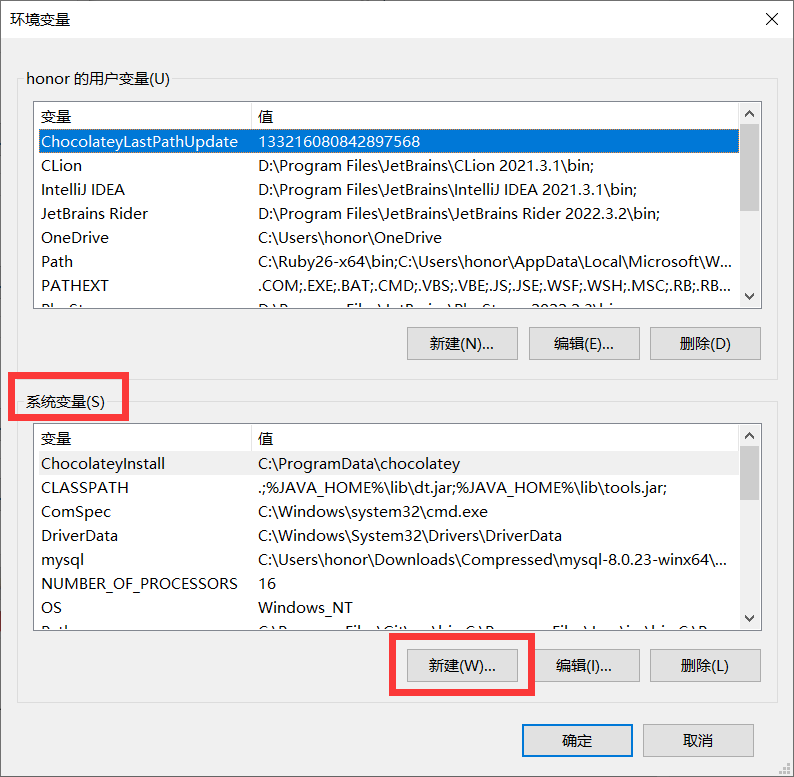 环境变量
honor 的用户变量(U)
变量 值
ChocolateyLastPathUpdate 133216080842897568
CLion D:\Program Files\JetBrains\CLion 2021.3.1\bin;
IntelliJ IDEA D:\Program Files\JetBrains\IntelliJ IDEA 2021.3.1\bin;
JetBrains Rider D:\Program Files\JetBrains\JetBrains Rider 2022.3.2\bin;
OneDrive C:\Users\honor\OneDrive
Path C:\Ruby26-x64\bin;C:\Users\honor\AppData\Local\Microsoft\W...
PATHEXT .COM;.EXE;.BAT;.CMD;.VBS;.VBE;.JS;.JSE;.WSF;.WSH;.MSC;.RB;.RB...
新建(N)... 编辑(E)... 删除(D)
系统变量(S)
变量 值
ChocolateyInstall C:\ProgramData\chocolatey
CLASSPATH .;%JAVA_HOME%\lib\dt.jar;%JAVA_HOME%\lib\tools.jar;
ComSpec C:\Windows\system32\cmd.exe
DriverData C:\Windows\System32\Drivers\DriverData
mysql C:\Users\honor\Downloads\Compressed\mysql-8.0.23-winx64\...
NUMBER_OF_PROCESSORS 16
OS Windows_NT
新建(W)... 编辑(I)... 删除(L)
确定 取消